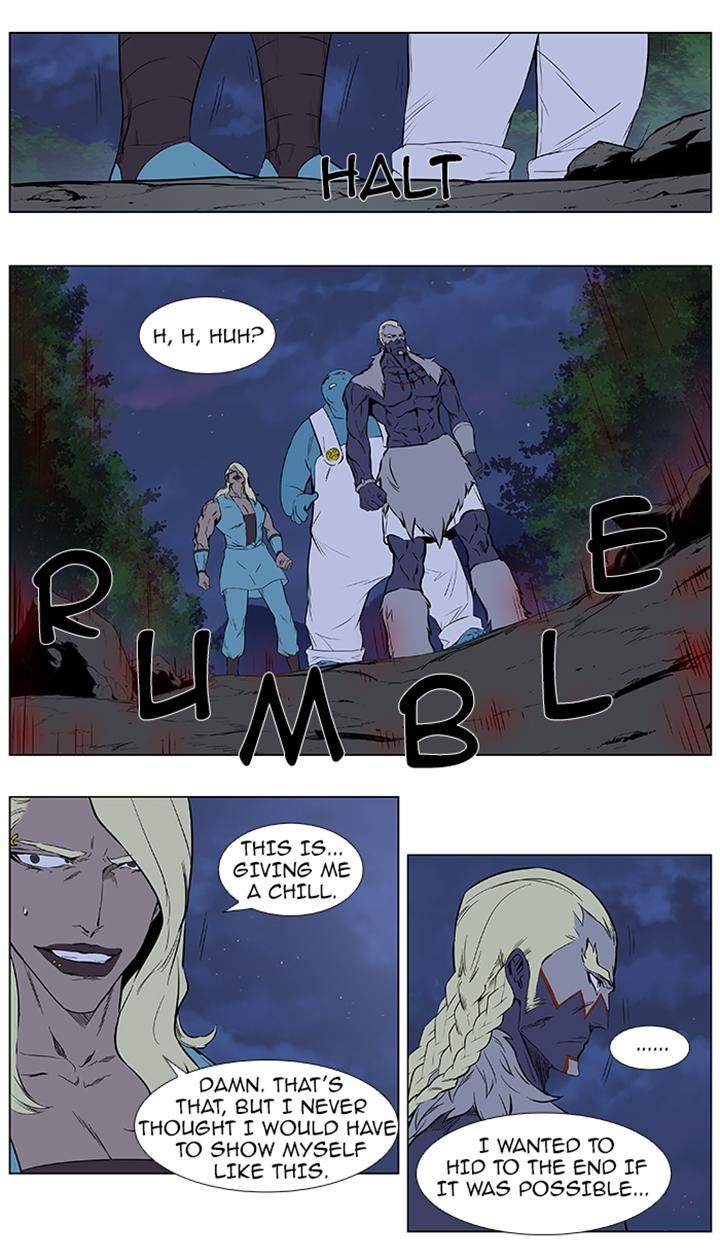 HALT
H, H, HUH?
RUMBLE
THIS IS...
GIVING ME
A CHILL.
DAMN. THAT'S
THAT, BUT I NEVER
THOUGHT I WOULD HAVE
TO SHOW MYSELF
LIKE THIS.
......
I WANTED TO
HID TO THE END IF
IT WAS POSSIBLE...